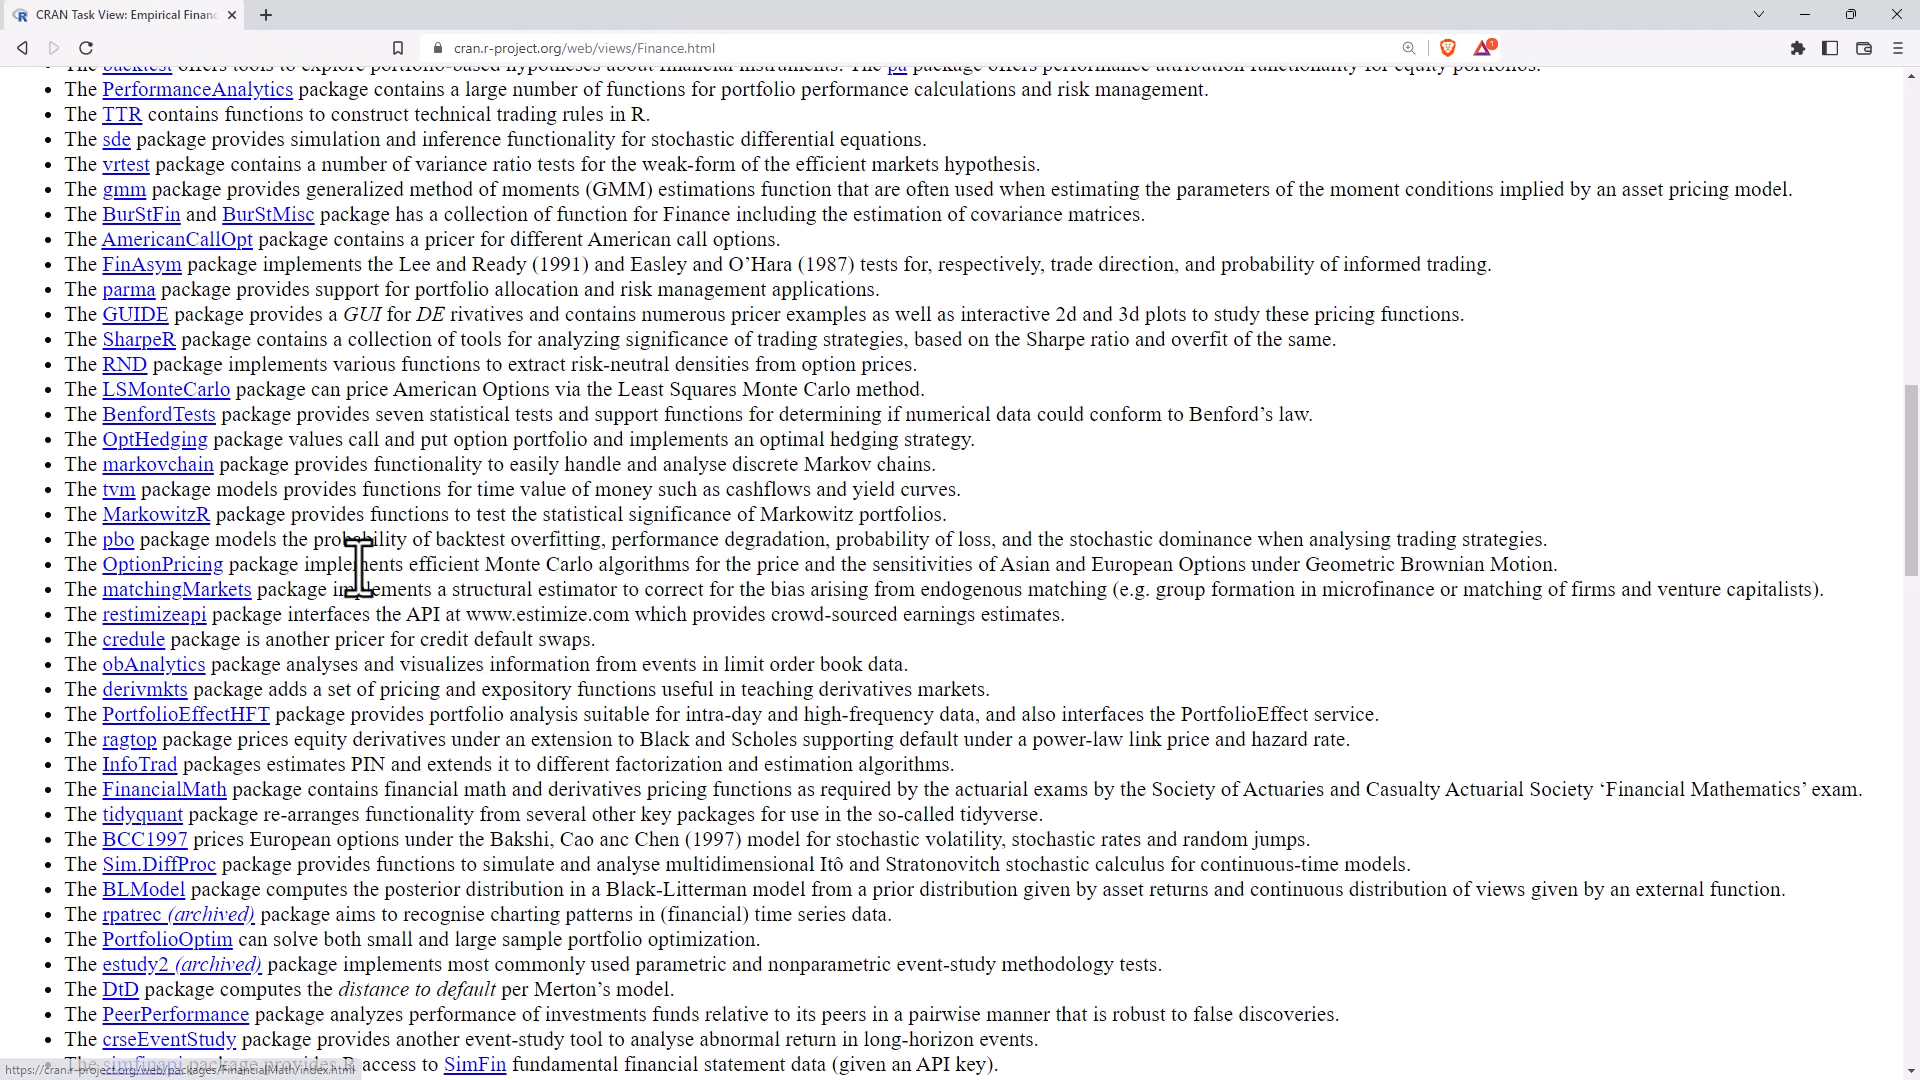 CRAN Task View: Empirical Finan
cran.r-project.org/web/views/Finance.html
1
The backtest offers tools to explore portfolio-based hypotheses about financial instruments. The pa package offers performance attribution functionality for equity portfolios.
• The PerformanceAnalytics package contains a large number of functions for portfolio performance calculations and risk management.
• The TTR contains functions to construct technical trading rules in R.
• The sde package provides simulation and inference functionality for stochastic differential equations.
• The vrtest package contains a number of variance ratio tests for the weak-form of the efficient markets hypothesis.
• The gmm package provides generalized method of moments (GMM) estimations function that are often used when estimating the parameters of the moment conditions implied by an asset pricing model.
• The BurStFin and BurStMisc package has a collection of function for Finance including the estimation of covariance matrices.
• The AmericanCallOpt package contains a pricer for different American call options.
• The FinAsym package implements the Lee and Ready (1991) and Easley and O’Hara (1987) tests for, respectively, trade direction, and probability of informed trading.
• The parma package provides support for portfolio allocation and risk management applications.
• The GUIDE package provides a GUI for DE rivatives and contains numerous pricer examples as well as interactive 2d and 3d plots to study these pricing functions.
• The SharpeR package contains a collection of tools for analyzing significance of trading strategies, based on the Sharpe ratio and overfit of the same.
• The RND package implements various functions to extract risk-neutral densities from option prices.
• The LSMonteCarlo package can price American Options via the Least Squares Monte Carlo method.
• The BenfordTests package provides seven statistical tests and support functions for determining if numerical data could conform to Benford’s law.
• The OptHedging package values call and put option portfolio and implements an optimal hedging strategy.
• The markovchain package provides functionality to easily handle and analyse discrete Markov chains.
• The tvm package models provides functions for time value of money such as cashflows and yield curves.
• The MarkowitzR package provides functions to test the statistical significance of Markowitz portfolios.
• The pbo package models the probability of backtest overfitting, performance degradation, probability of loss, and the stochastic dominance when analysing trading strategies.
• The OptionPricing package implements efficient Monte Carlo algorithms for the price and the sensitivities of Asian and European Options under Geometric Brownian Motion.
• The matchingMarkets package implements a structural estimator to correct for the bias arising from endogenous matching (e.g. group formation in microfinance or matching of firms and venture capitalists).
• The restimizeapi package interfaces the API at www.estimize.com which provides crowd-sourced earnings estimates.
• The credule package is another pricer for credit default swaps.
• The obAnalytics package analyses and visualizes information from events in limit order book data.
• The derivmkts package adds a set of pricing and expository functions useful in teaching derivatives markets.
• The PortfolioEffectHFT package provides portfolio analysis suitable for intra-day and high-frequency data, and also interfaces the PortfolioEffect service.
• The ragtop package prices equity derivatives under an extension to Black and Scholes supporting default under a power-law link price and hazard rate.
• The InfoTrad packages estimates PIN and extends it to different factorization and estimation algorithms.
• The FinancialMath package contains financial math and derivatives pricing functions as required by the actuarial exams by the Society of Actuaries and Casualty Actuarial Society ‘Financial Mathematics’ exam.
• The tidyquant package re-arranges functionality from several other key packages for use in the so-called tidyverse.
• The BCC1997 prices European options under the Bakshi, Cao anc Chen (1997) model for stochastic volatility, stochastic rates and random jumps.
• The Sim.DiffProc package provides functions to simulate and analyse multidimensional Itô and Stratonovitch stochastic calculus for continuous-time models.
• The BLModel package computes the posterior distribution in a Black-Litterman model from a prior distribution given by asset returns and continuous distribution of views given by an external function.
• The rpatrec (archived) package aims to recognise charting patterns in (financial) time series data.
• The PortfolioOptim can solve both small and large sample portfolio optimization.
• The estudy2 (archived) package implements most commonly used parametric and nonparametric event-study methodology tests.
• The DtD package computes the distance to default per Merton’s model.
• The PeerPerformance package analyzes performance of investments funds relative to its peers in a pairwise manner that is robust to false discoveries.
• The crseEventStudy package provides another event-study tool to analyse abnormal return in long-horizon events.
• The simfinapi package provides R access to SimFin fundamental financial statement data (given an API key).
https://cran.r-project.org/web/packages/FinancialMath/index.html